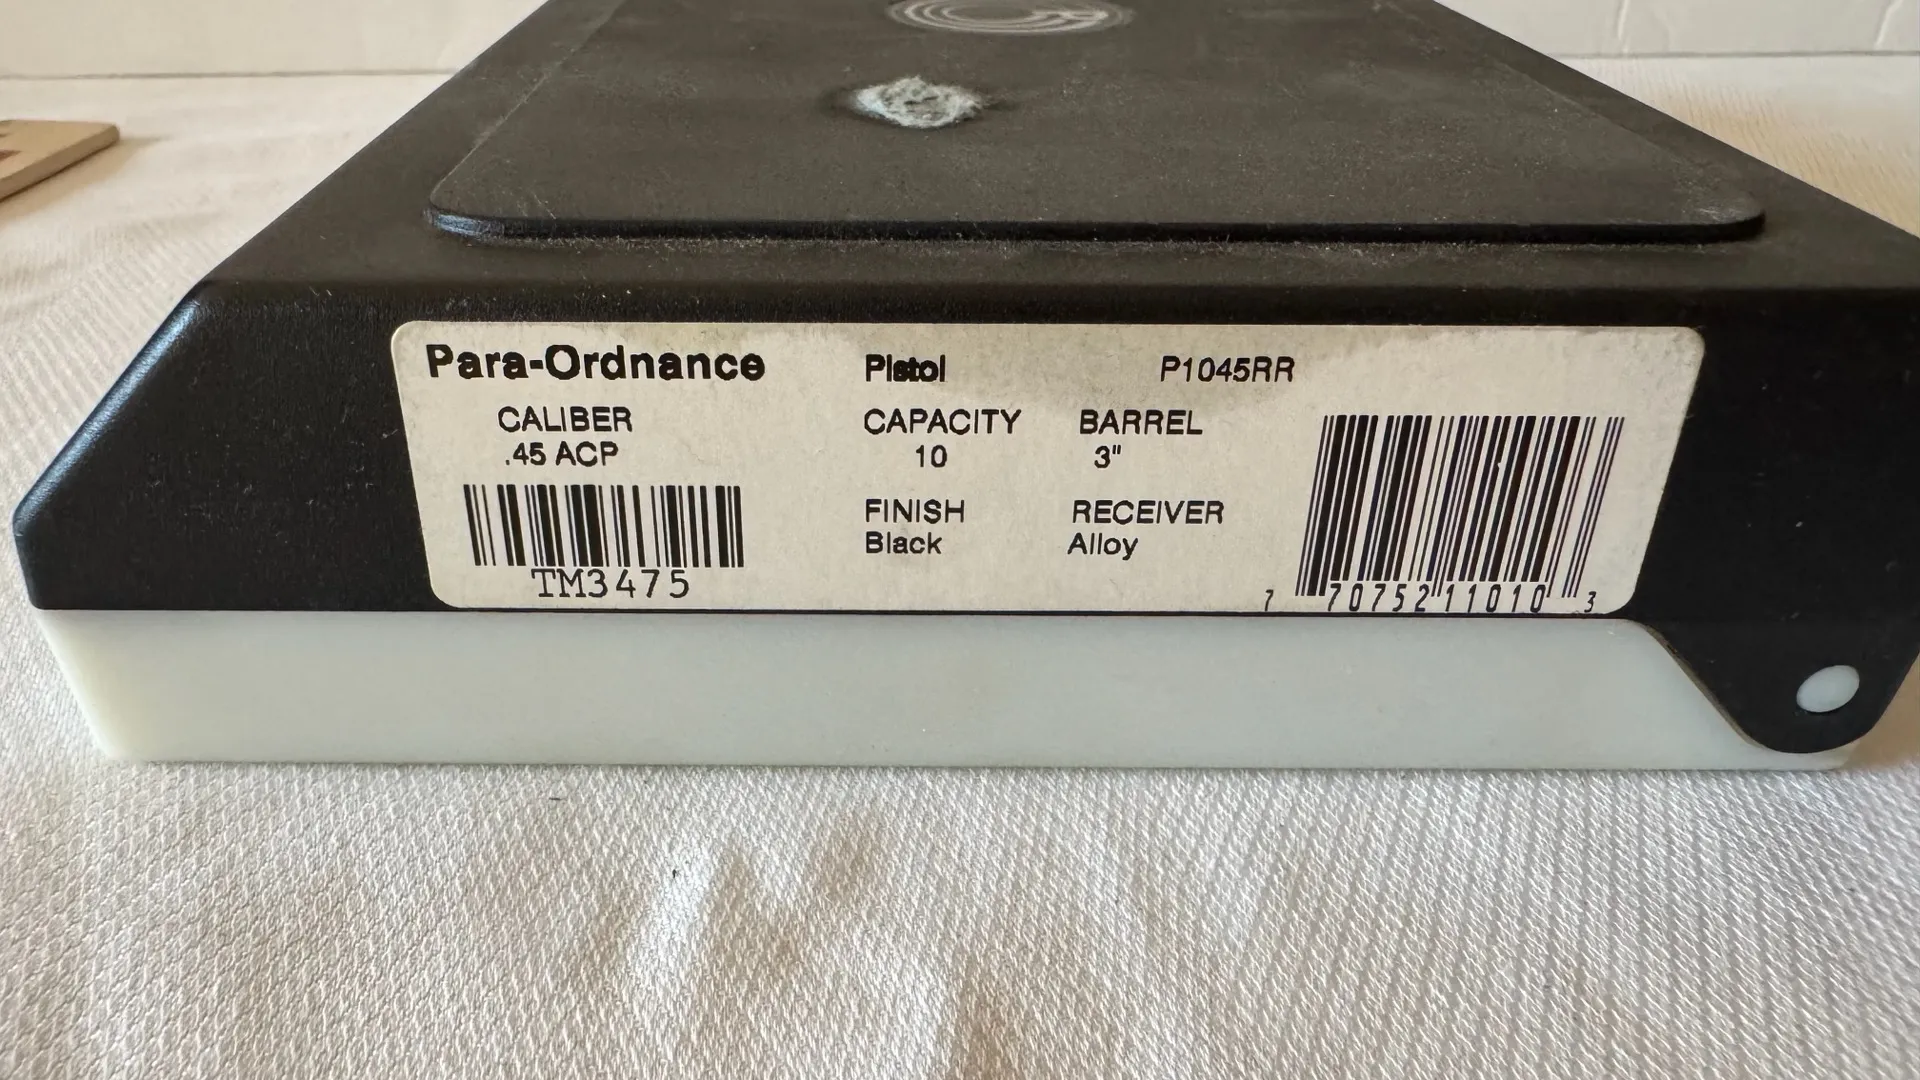 Para-Ordnance Pistol P1045RR
CALIBER CAPACITY BARREL
.45 ACP 10 3"
FINISH RECEIVER
Black Alloy
TM3475
7 70752 11010 3